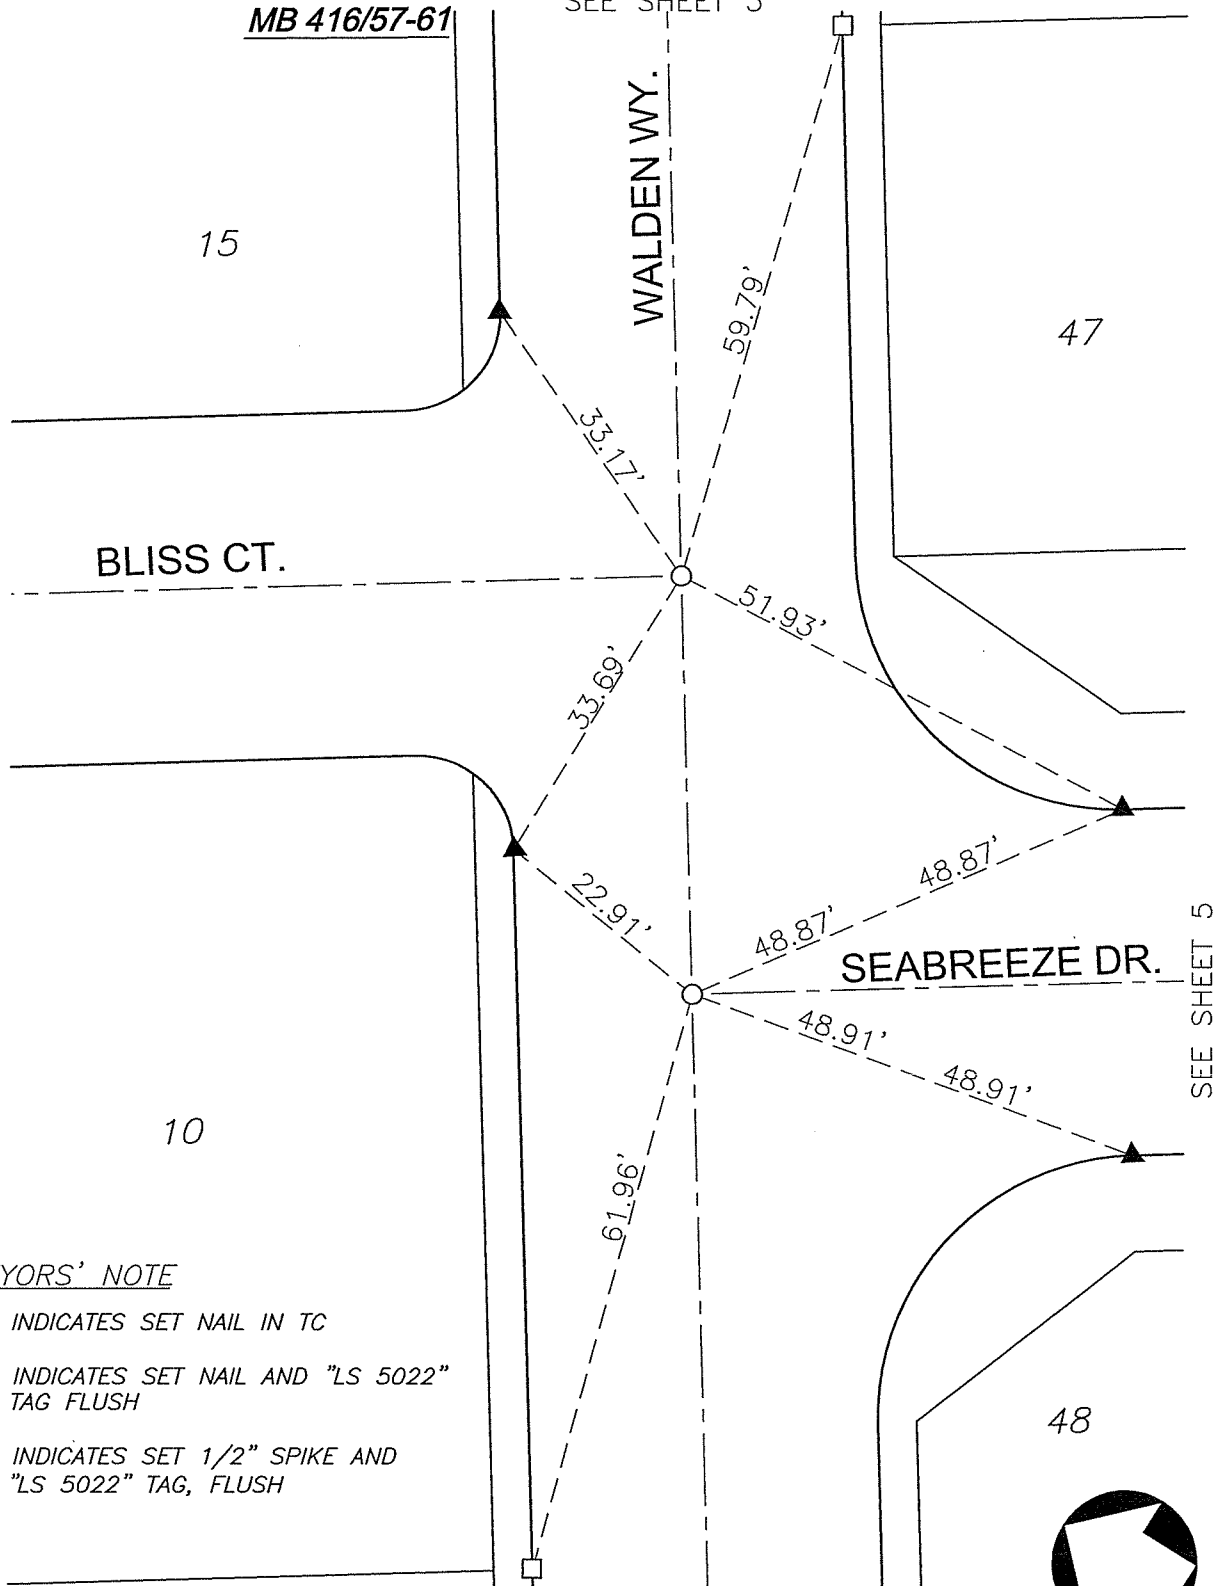 MB 416/57-61
SEE SHEET 5
WALDEN WY.
15
59.79'
47
33.17'
BLISS CT.
51.93'
33.69'
48.87'
22.91'
48.87'
SEABREEZE DR.
SEE SHEET 5
48.91'
48.91'
10
61.96'
YORS' NOTE
INDICATES SET NAIL IN TC
INDICATES SET NAIL AND "LS 5022"
TAG FLUSH
INDICATES SET 1/2" SPIKE AND
"LS 5022" TAG, FLUSH
48